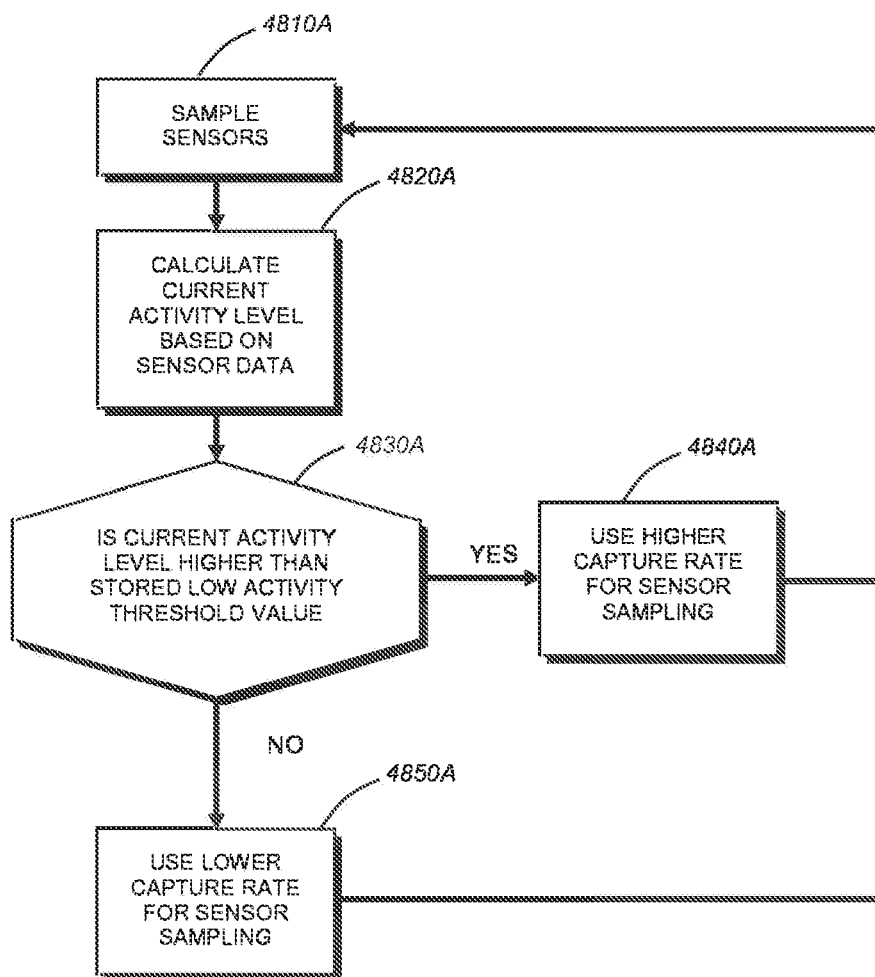 4810A
SAMPLE
SENSORS
4820A
CALCULATE
CURRENT
ACTIVITY LEVEL
BASED ON
SENSOR DATA
4830A
IS CURRENT ACTIVITY
LEVEL HIGHER THAN
STORED LOW ACTIVITY
THRESHOLD VALUE
YES
4840A
USE HIGHER
CAPTURE RATE
FOR SENSOR
SAMPLING
NO
4850A
USE LOWER
CAPTURE RATE
FOR SENSOR
SAMPLING